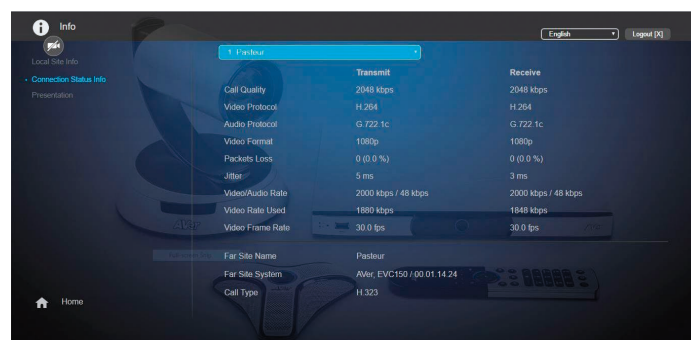 Info
English
Logout [X]
Local Site Info
Connection Status Info
Presentation
1. Pasteur
Transmit Receive
Call Quality 2048 kbps 2048 kbps
Video Protocol H.264 H.264
Audio Protocol G.722.1c G.722.1c
Video Format 1080p 1080p
Packets Loss 0 (0.0 %) 0 (0.0 %)
Jitter 5 ms 3 ms
Video/Audio Rate 2000 kbps / 48 kbps 2000 kbps / 48 kbps
Video Rate Used 1880 kbps 1848 kbps
Video Frame Rate 30.0 fps 30.0 fps
AVer
Far Site Name Pasteur
Far Site System AVer, EVC150 / 00.01.14.24
Call Type H.323
Home